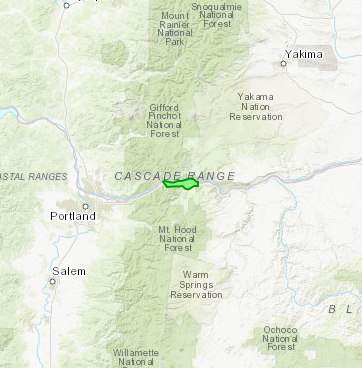 Snoqualmie
National
Forest
Mount
Rainier
National
Park
Yakima
Yakama
Nation
Reservation
Gifford
Pinchot
National
Forest
CASCADE RANGE
ASTAL RANGES
Portland
Mt. Hood
National
Forest
Salem
Warm
Springs
Reservation
B L
Ochoco
National
Forest
Willamette
National